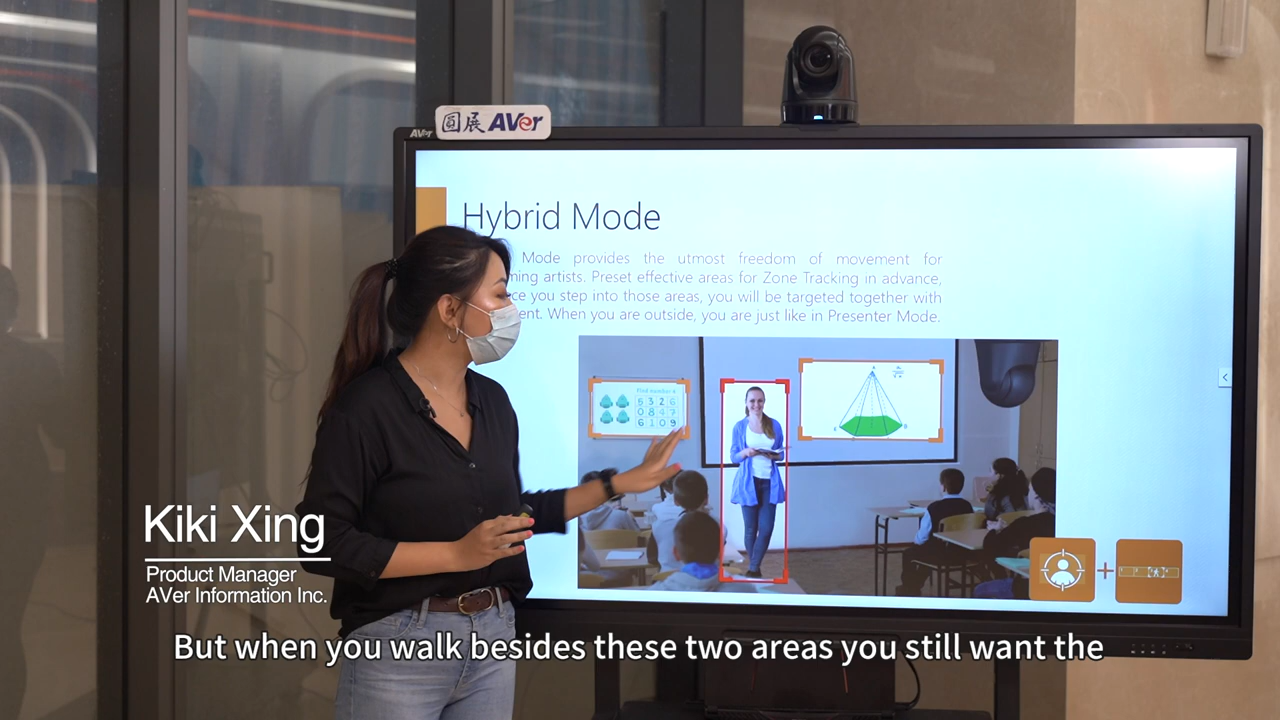 圓展 AVer
AVer
Hybrid Mode
Mode provides the utmost freedom of movement for
ming artists. Preset effective areas for Zone Tracking in advance,
ce you step into those areas, you will be targeted together with
ent. When you are outside, you are just like in Presenter Mode.
Find number 4
5 3 2 6
0 8 4 7
6 1 0 9
Kiki Xing
Product Manager
AVer Information Inc.
But when you walk besides these two areas you still want the